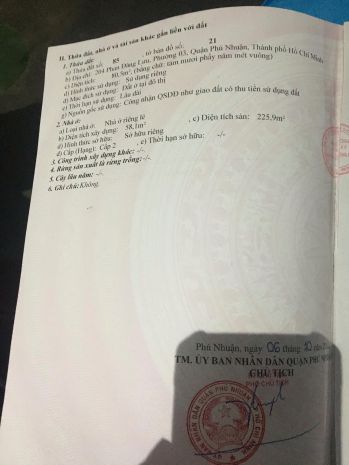 II. Thửa đất, nhà ở và tài sản khác gắn liền với đất
1. Thửa đất:
a) Thửa đất số: 85 , tờ bản đồ số: 21
b) Địa chỉ: 204 Phan Đăng Lưu, Phường 03, Quận Phú Nhuận, Thành phố Hồ Chí Minh
c) Diện tích: 80,5m², (Bằng chữ: tám mươi phẩy năm mét vuông)
d) Hình thức sử dụng: Sử dụng riêng
đ) Mục đích sử dụng: Đất ở tại đô thị
e) Thời hạn sử dụng: Lâu dài
g) Nguồn gốc sử dụng: Công nhận QSDĐ như giao đất có thu tiền sử dụng đất
2. Nhà ở:
a) Loại nhà ở: Nhà ở riêng lẻ
b) Diện tích xây dựng: 58,1m² , c) Diện tích sàn: 225,9m²
d) Hình thức sở hữu: Sở hữu riêng
đ) Cấp (Hạng): Cấp 2 , e) Thời hạn sở hữu: -/-
3. Công trình xây dựng khác: -/-
4. Rừng sản xuất là rừng trồng: -/-
5. Cây lâu năm: -/-
6. Ghi chú: Không.
Phú Nhuận, ngày 06 tháng 10 năm
TM. ỦY BAN NHÂN DÂN QUẬN PHÚ NHUẬN
CHỦ TỊCH
PHÓ CHỦ TỊCH